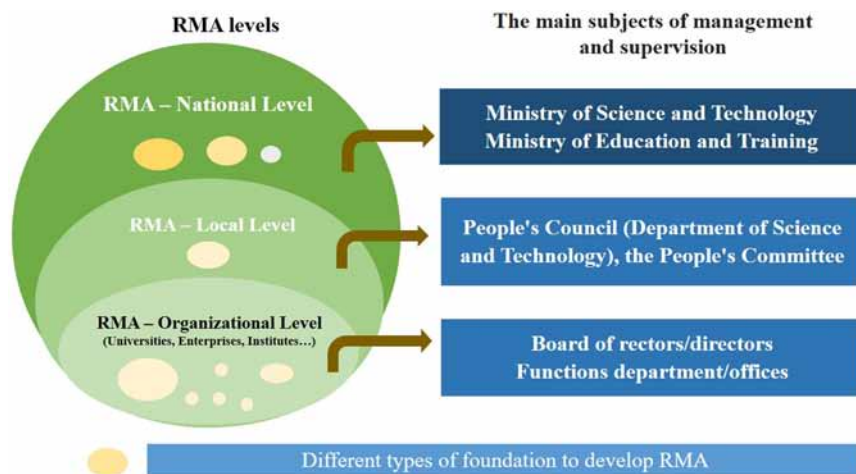 RMA levels
The main subjects of management
and supervision
RMA – National Level
Ministry of Science and Technology
Ministry of Education and Training
RMA – Local Level
People's Council (Department of Science
and Technology), the People's Committee
RMA – Organizational Level
(Universities, Enterprises, Institutes…)
Board of rectors/directors
Functions department/offices
Different types of foundation to develop RMA